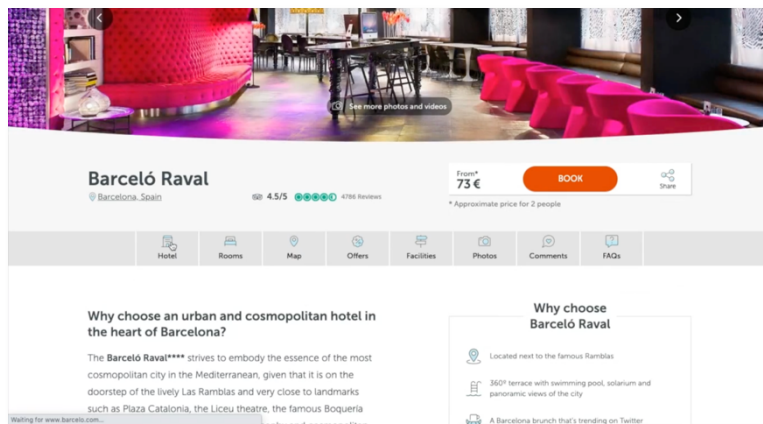 See more photos and videos
Barceló Raval
Barcelona, Spain
4.5/5
4786 Reviews
From*
73 €
BOOK
Share
* Approximate price for 2 people
Hotel
Rooms
Map
Offers
Facilities
Photos
Comments
FAQs
Why choose an urban and cosmopolitan hotel in
the heart of Barcelona?
The Barceló Raval**** strives to embody the essence of the most
cosmopolitan city in the Mediterranean, given that it is on the
doorstep of the lively Las Ramblas and very close to landmarks
such as Plaza Catalonia, the Liceu theatre, the famous Boquería
Why choose
Barceló Raval
Located next to the famous Ramblas
360º terrace with swimming pool, solarium and
panoramic views of the city
A Barcelona brunch that's trending on Twitter
Waiting for www.barcelo.com...